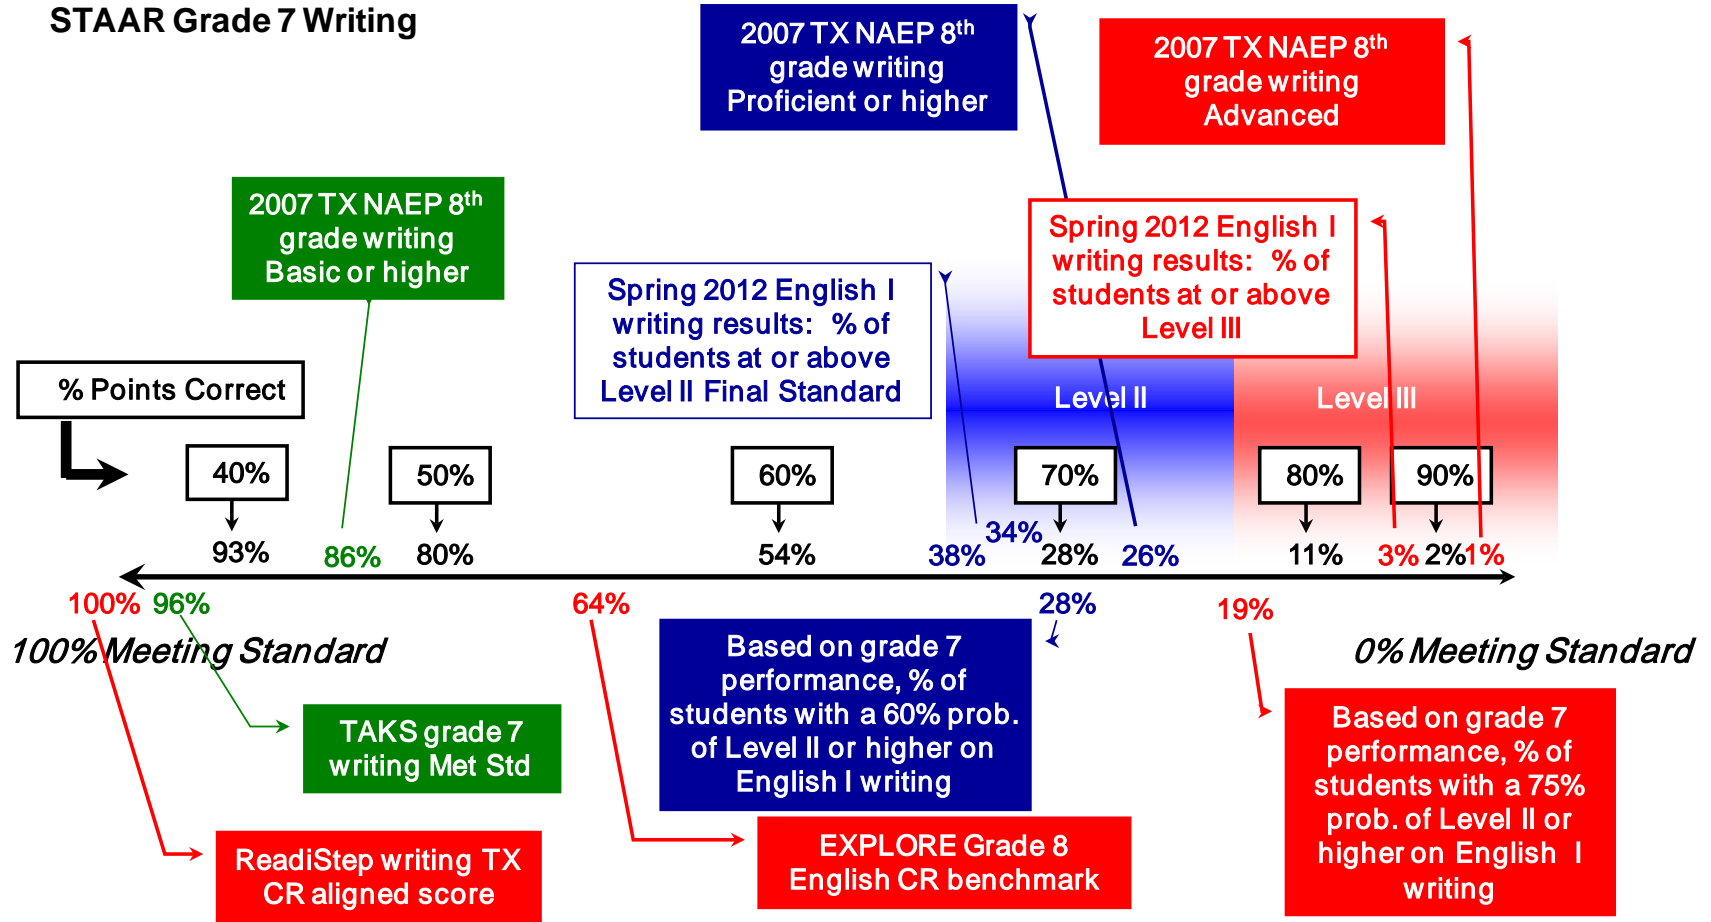 STAAR Grade 7 Writing
2007 TX NAEP 8th
grade writing
Proficient or higher
2007 TX NAEP 8th
grade writing
Advanced
2007 TX NAEP 8th
grade writing
Basic or higher
Spring 2012 English I
writing results: % of
students at or above
Level III
Spring 2012 English I
writing results: % of
students at or above
Level II Final Standard
% Points Correct
Level II
Level III
40%
50%
60%
70%
80%
90%
93%
86%
80%
54%
38%
34%
28%
26%
11%
3%
2%
1%
100%
96%
64%
28%
19%
100% Meeting Standard
0% Meeting Standard
Based on grade 7
performance, % of
students with a 60% prob.
of Level II or higher on
English I writing
TAKS grade 7
writing Met Std
Based on grade 7
performance, % of
students with a 75%
prob. of Level II or
higher on English I
writing
ReadiStep writing TX
CR aligned score
EXPLORE Grade 8
English CR benchmark